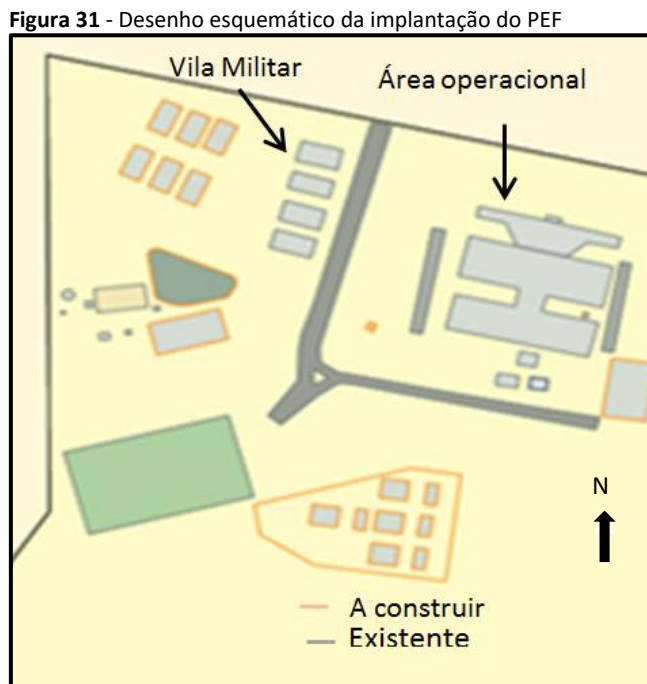 Figura 31 - Desenho esquemático da implantação do PEF
Vila Militar
Área operacional
N
A construir
Existente